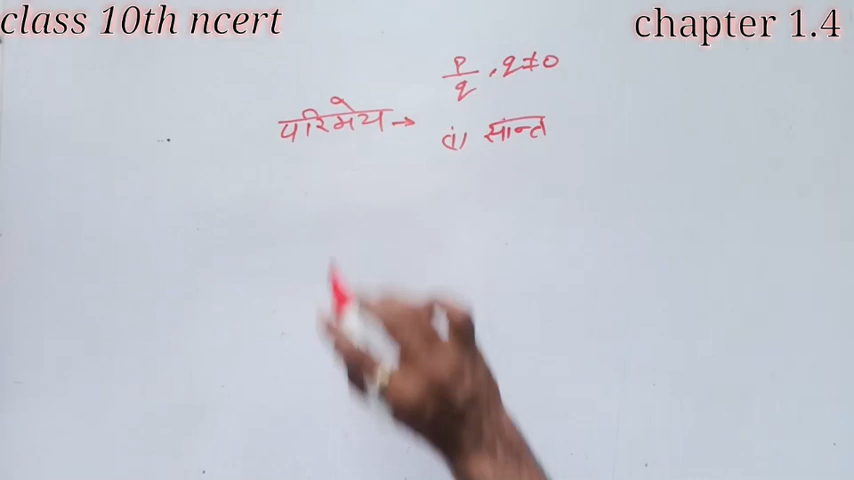 class 10th ncert
chapter 1.4
p/q , q≠0
परिमेय →
(i) सान्त